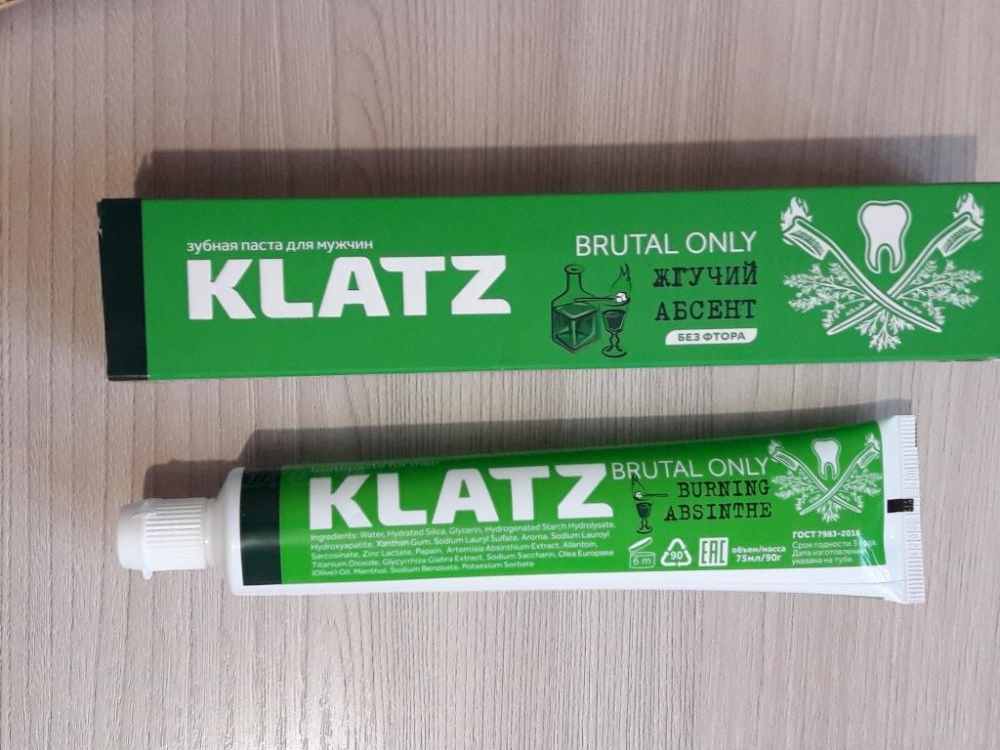 зубная паста для мужчин
KLATZ
BRUTAL ONLY
ЖГУЧИЙ
АБСЕНТ
БЕЗ ФТОРА
toothpaste for men
KLATZ
BRUTAL ONLY
BURNING
ABSINTHE
Ingredients: Water, Hydrated Silica, Glycerin, Hydrogenated Starch Hydrolysate,
Hydroxyapatite, Xanthan Gum, Sodium Lauryl Sulfate, Aroma, Sodium Lauroyl
Sarcosinate, Zinc Lactate, Papain, Artemisia Absinthium Extract, Allantoin,
Titanium Dioxide, Glycyrrhiza Glabra Extract, Sodium Saccharin, Olea Europaea
(Olive) Oil, Menthol, Sodium Benzoate, Potassium Sorbate
6 m
90
EAC
объем/масса
75мл/90г
ГОСТ 7983-2016
Срок годности 3 года.
Дата изготовления
указана на тубе.